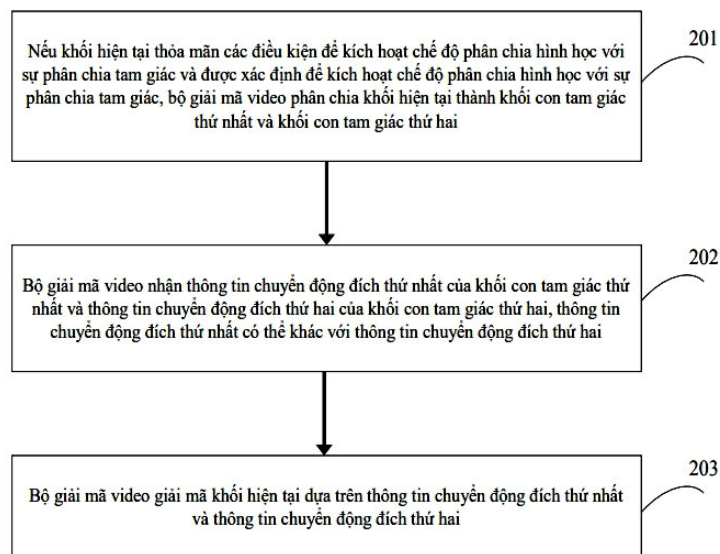 201
Nếu khối hiện tại thỏa mãn các điều kiện để kích hoạt chế độ phân chia hình học với
sự phân chia tam giác và được xác định để kích hoạt chế độ phân chia hình học với sự
phân chia tam giác, bộ giải mã video phân chia khối hiện tại thành khối con tam giác
thứ nhất và khối con tam giác thứ hai
202
Bộ giải mã video nhận thông tin chuyển động đích thứ nhất của khối con tam giác thứ
nhất và thông tin chuyển động đích thứ hai của khối con tam giác thứ hai, thông tin
chuyển động đích thứ nhất có thể khác với thông tin chuyển động đích thứ hai
203
Bộ giải mã video giải mã khối hiện tại dựa trên thông tin chuyển động đích thứ nhất
và thông tin chuyển động đích thứ hai